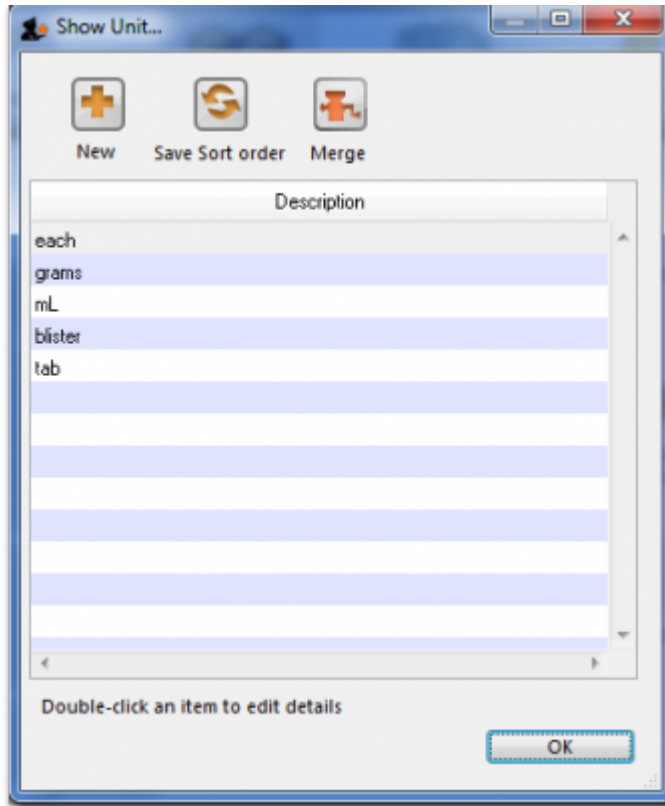 Show Unit...
New Save Sort order Merge
Description
each
grams
mL
blister
tab
Double-click an item to edit details
OK